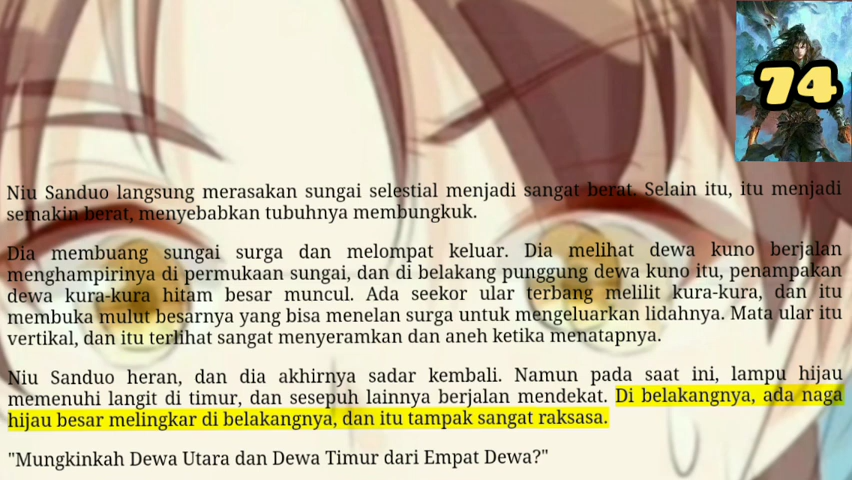 74
Niu Sanduo langsung merasakan sungai selestial menjadi sangat berat. Selain itu, itu menjadi
semakin berat, menyebabkan tubuhnya membungkuk.
Dia membuang sungai surga dan melompat keluar. Dia melihat dewa kuno berjalan
menghampirinya di permukaan sungai, dan di belakang punggung dewa kuno itu, penampakan
dewa kura-kura hitam besar muncul. Ada seekor ular terbang melilit kura-kura, dan itu
membuka mulut besarnya yang bisa menelan surga untuk mengeluarkan lidahnya. Mata ular itu
vertikal, dan itu terlihat sangat menyeramkan dan aneh ketika menatapnya.
Niu Sanduo heran, dan dia akhirnya sadar kembali. Namun pada saat ini, lampu hijau
memenuhi langit di timur, dan sesepuh lainnya berjalan mendekat. Di belakangnya, ada naga
hijau besar melingkar di belakangnya, dan itu tampak sangat raksasa.
"Mungkinkah Dewa Utara dan Dewa Timur dari Empat Dewa?"